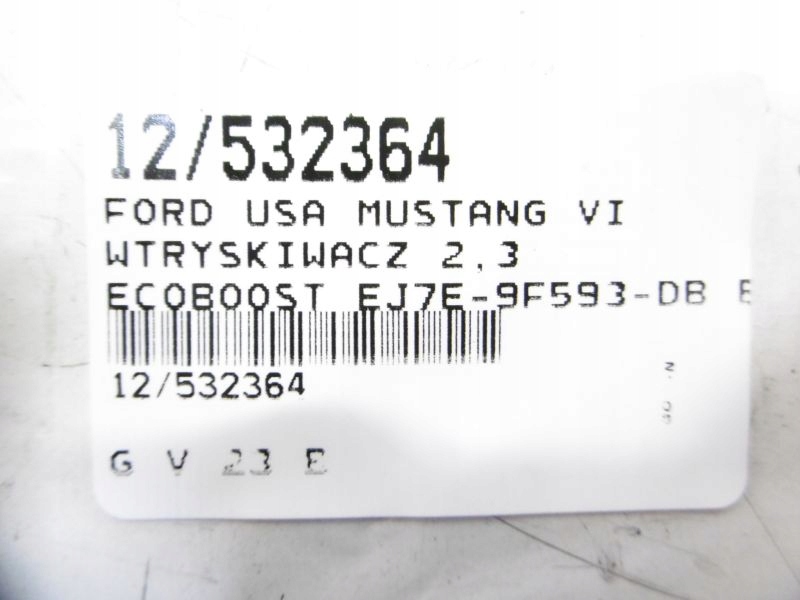 12/532364
FORD USA MUSTANG VI
WTRYSKIWACZ 2,3
ECOBOOST EJ7E-9F593-DB E
12/532364
G V 23 E